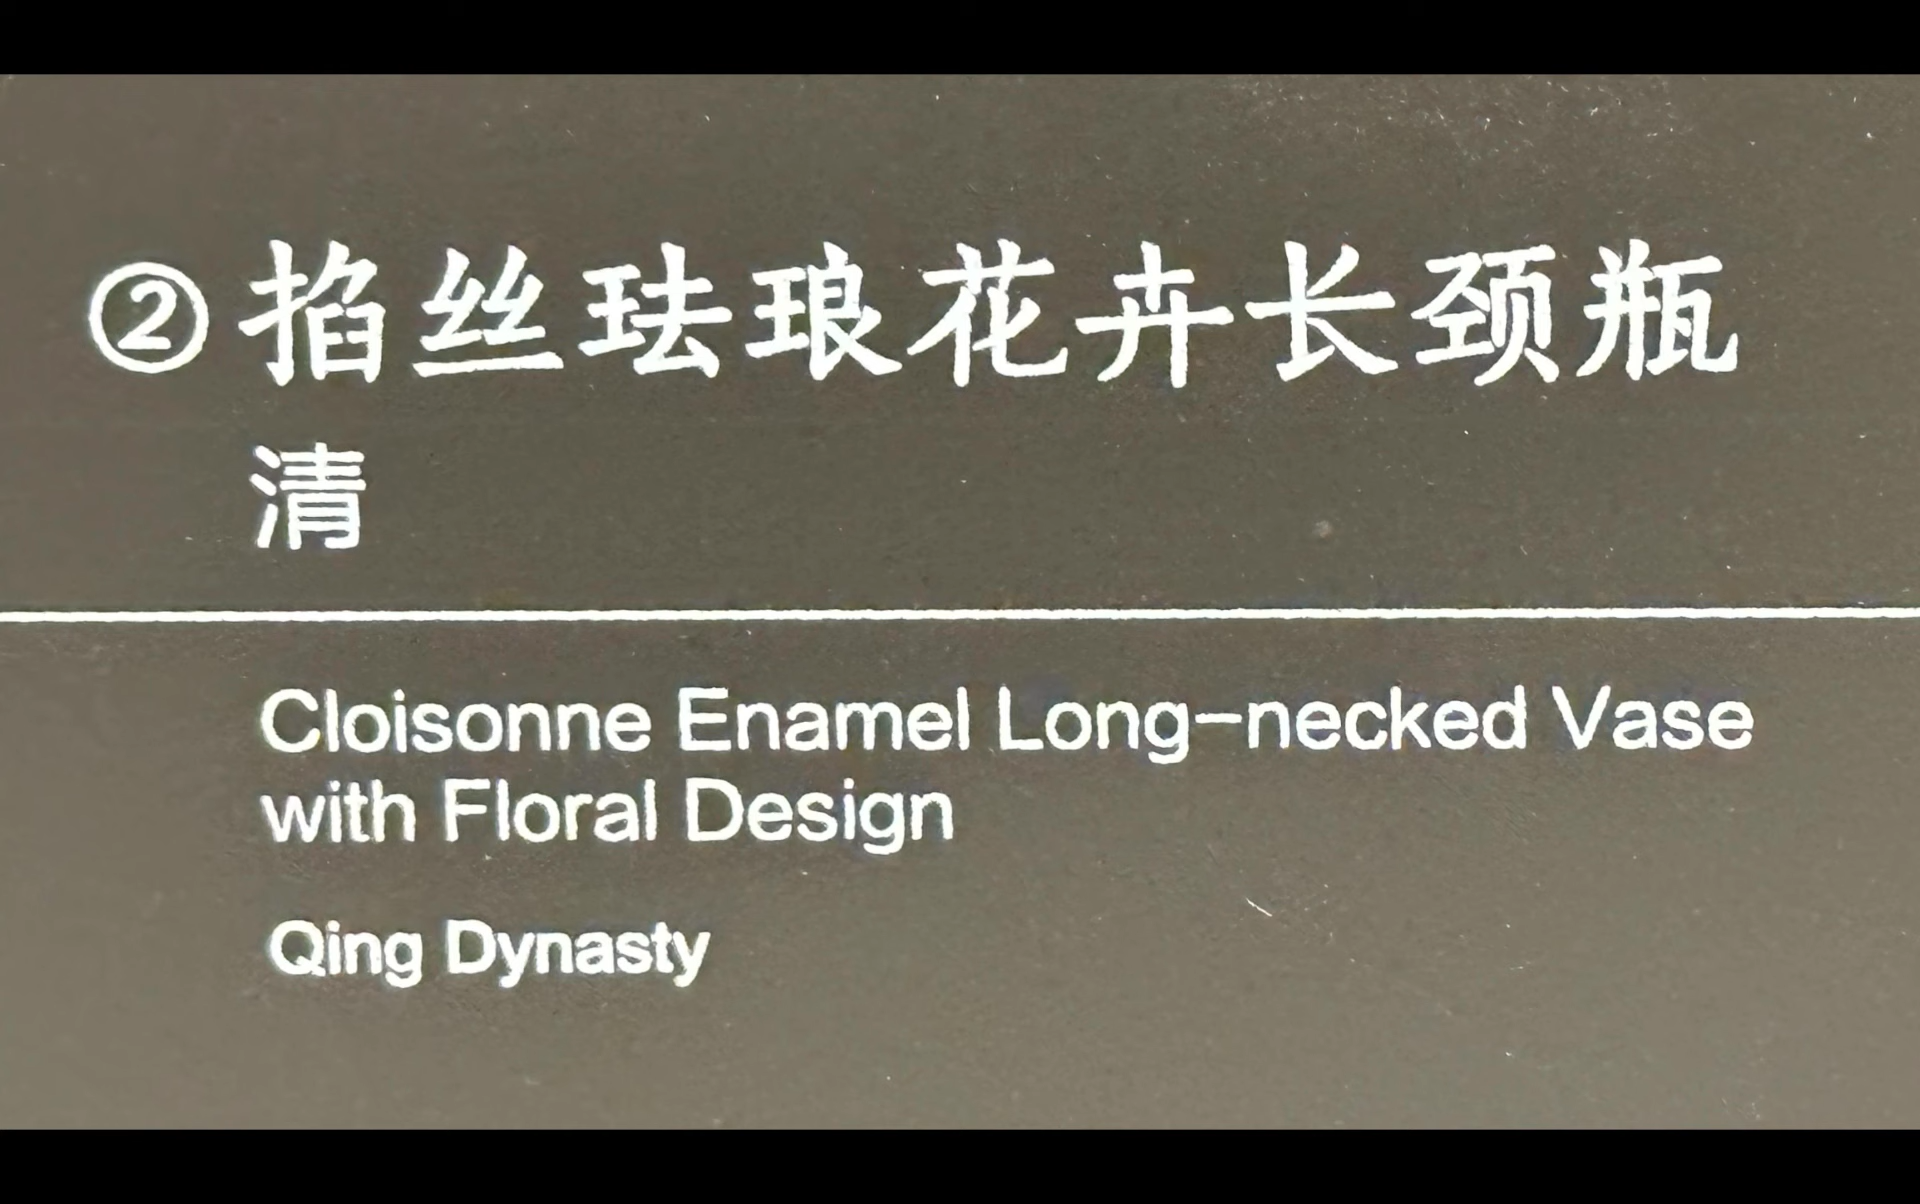 ②掐丝珐琅花卉长颈瓶
清
Cloisonne Enamel Long-necked Vase
with Floral Design
Qing Dynasty